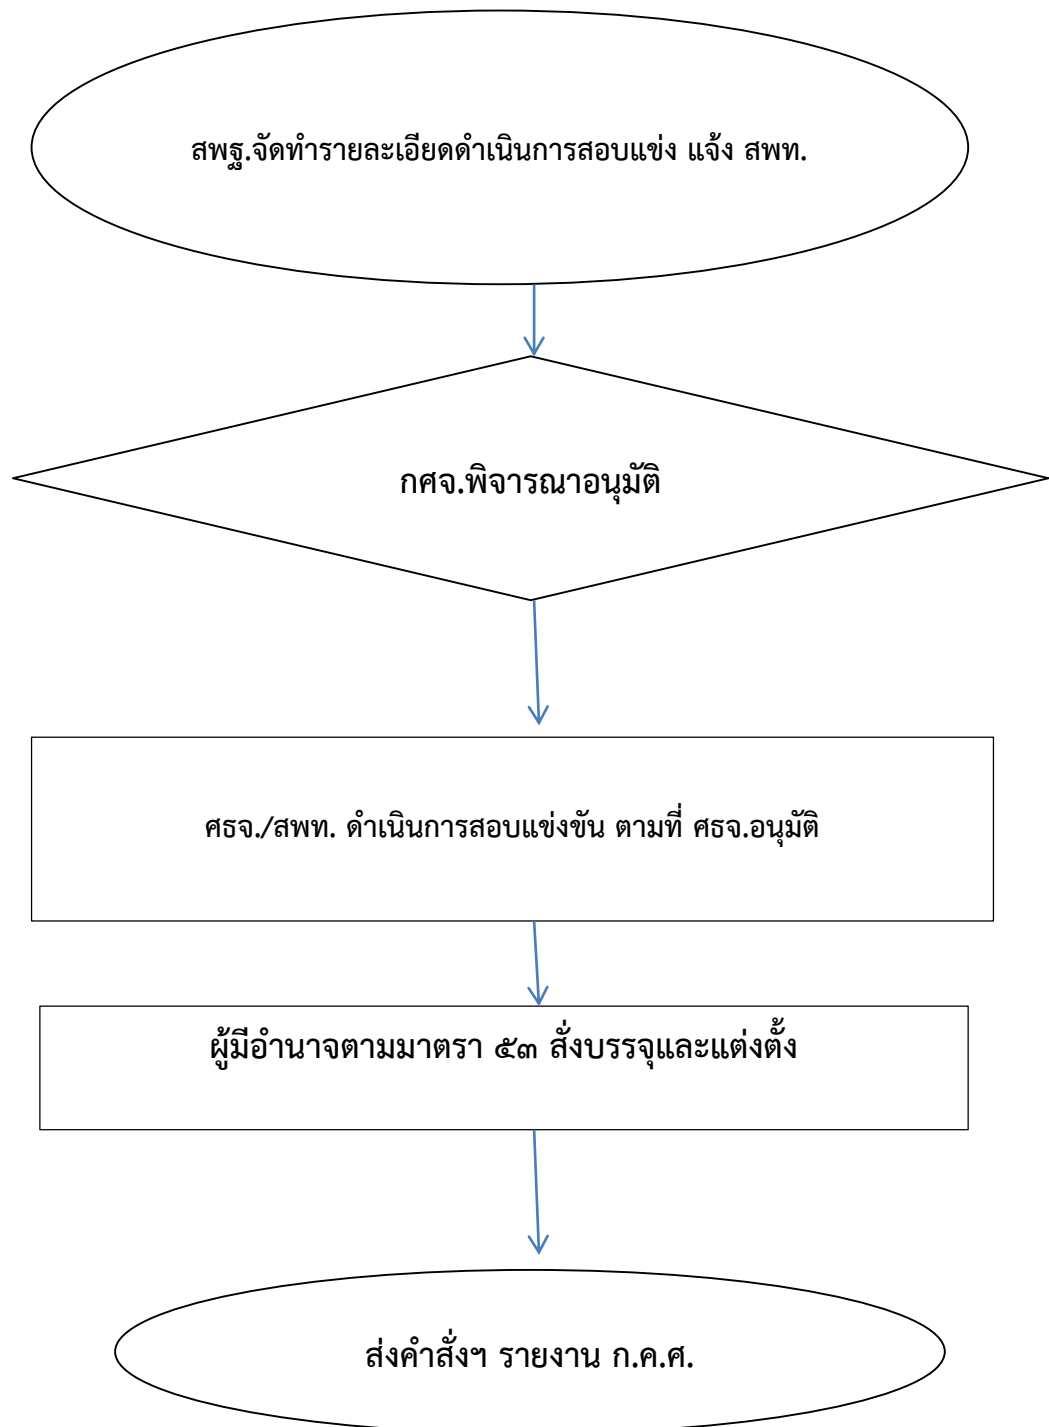 สพฐ.จัดทำรายละเอียดดำเนินการสอบแข่ง แจ้ง สพท.
กศจ.พิจารณาอนุมัติ
ศธจ./สพท. ดำเนินการสอบแข่งขัน ตามที่ ศธจ.อนุมัติ
ผู้มีอำนาจตามมาตรา ๕๓ สั่งบรรจุและแต่งตั้ง
ส่งคำสั่งฯ รายงาน ก.ค.ศ.